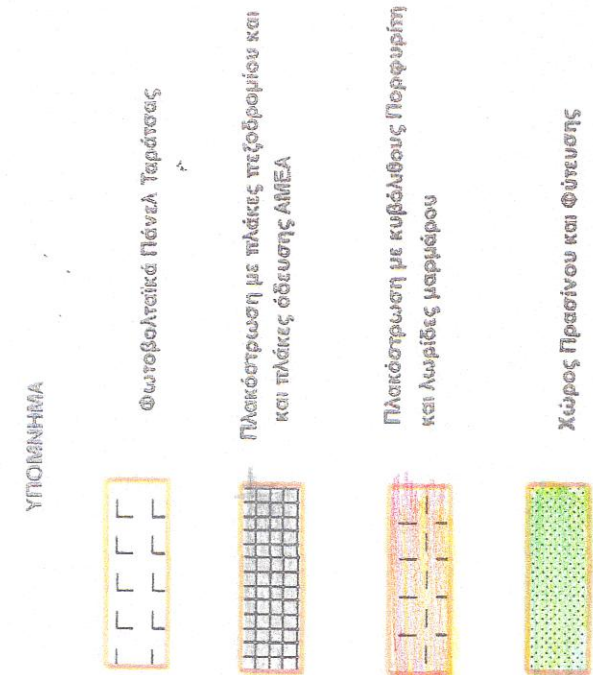 ΥΠΟΜΝΗΜΑ
Φωτοβολταϊκά Πάνελ Ταράτσας
Πλακόστρωση με πλάκες πεζοδρομίου και
και πλάκες όδευσης ΑΜΕΑ
Πλακόστρωση με κυβόλιθους Πορφυρίτη
και λωρίδες μαρμάρου
Χώρος Πρασίνου και Φύτευσης